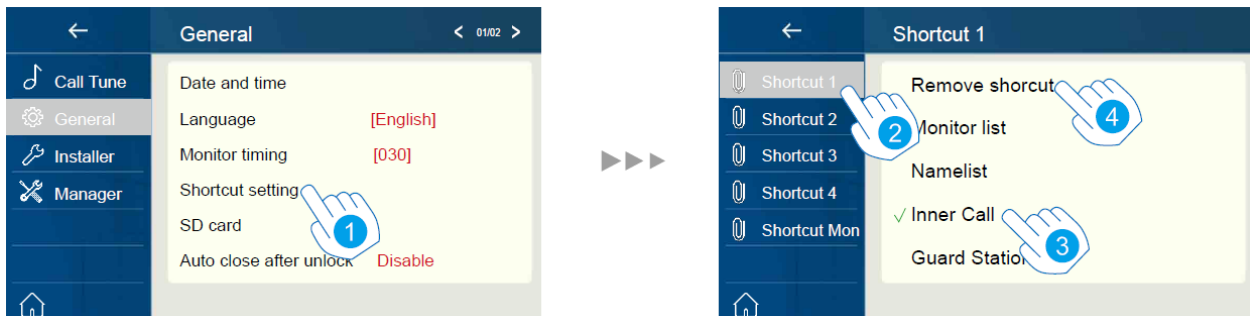 General
< 01/02 >
Call Tune
General
Installer
Manager
Date and time
Language [English]
Monitor timing [030]
Shortcut setting
SD card
Auto close after unlock Disable
1
Shortcut 1
Shortcut 1
Shortcut 2
Shortcut 3
Shortcut 4
Shortcut Mon
Remove shorcut
Monitor list
Namelist
✓ Inner Call
Guard Station
2
4
3